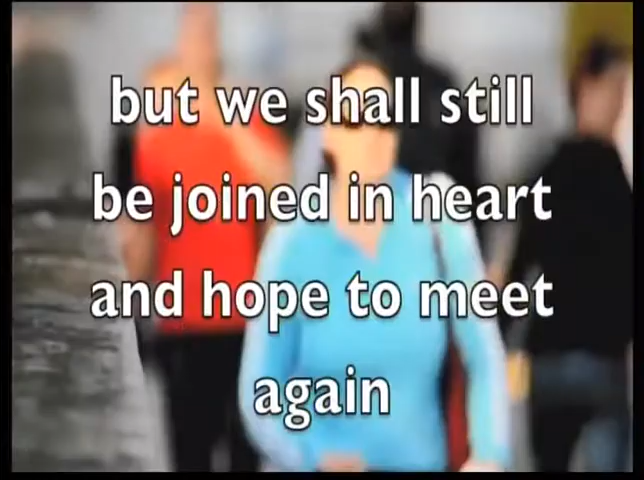 but we shall still
be joined in heart
and hope to meet
again